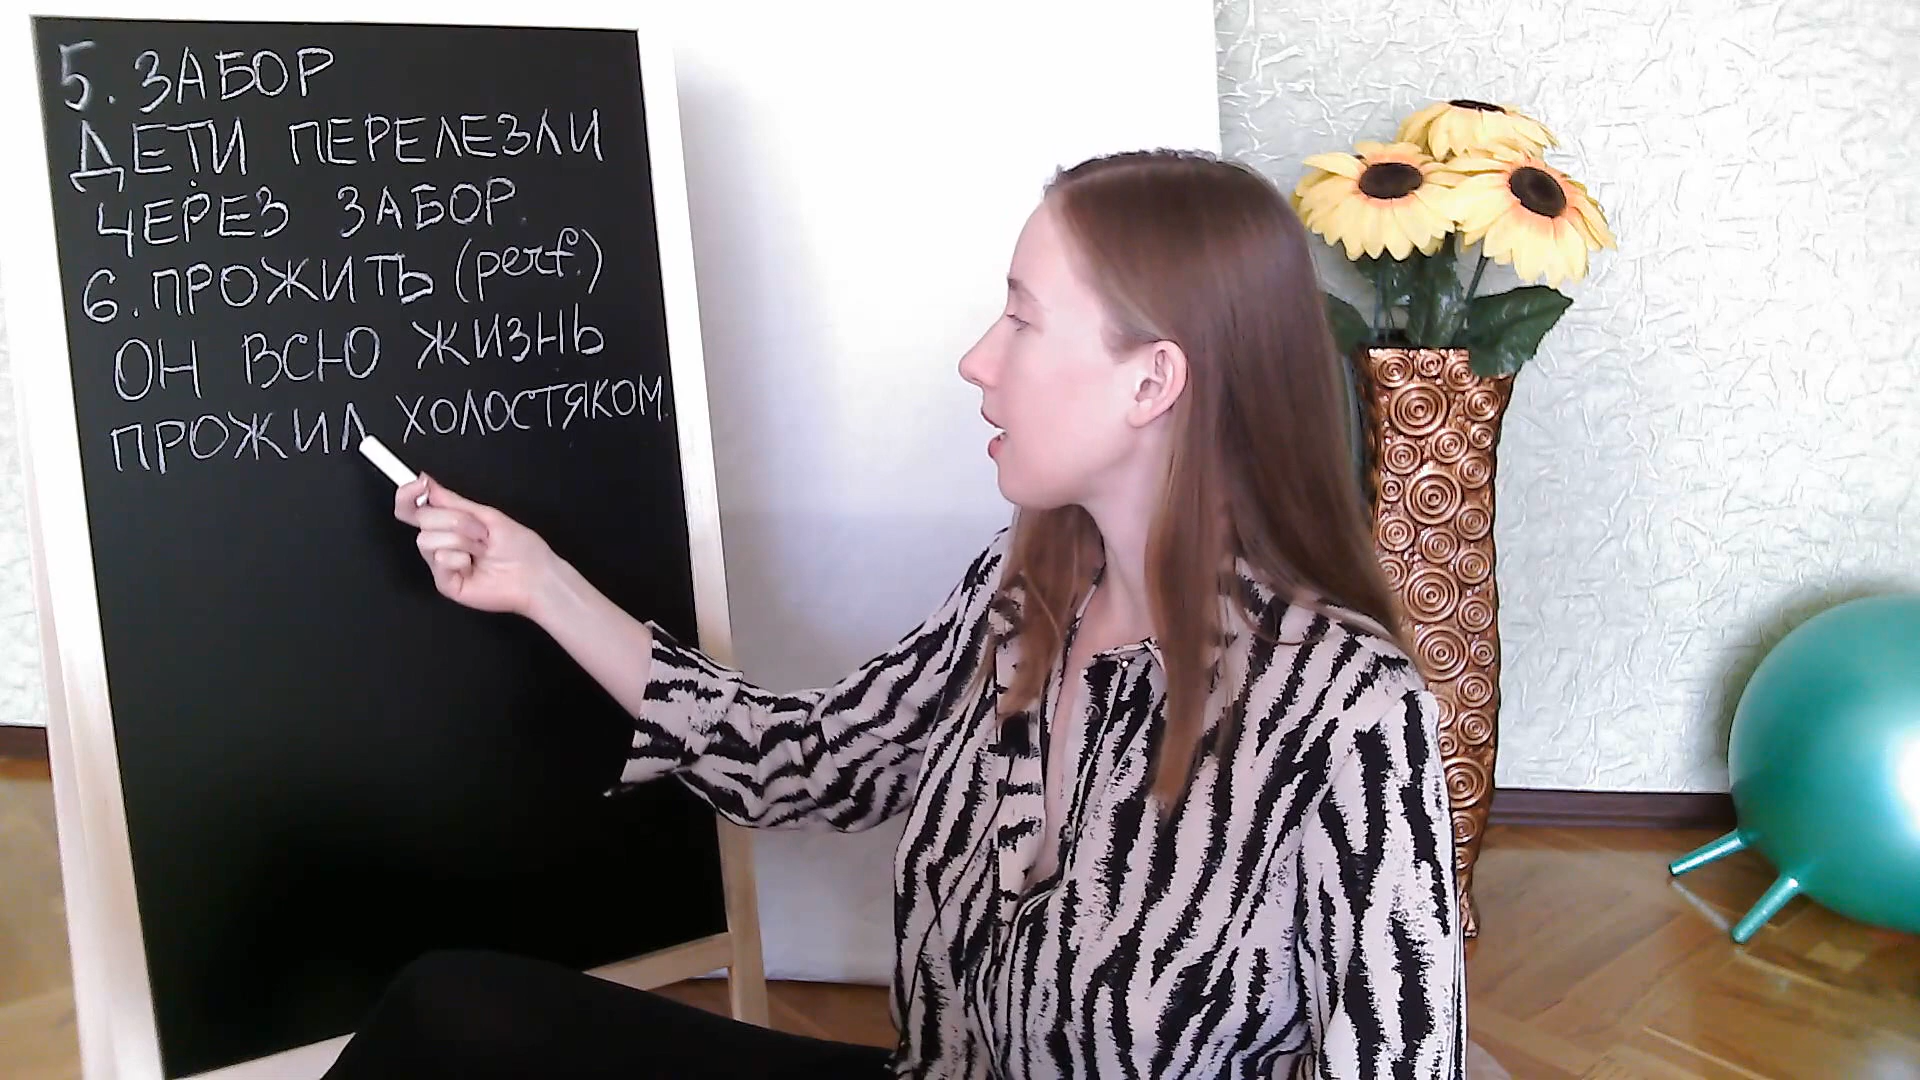 5. ЗАБОР
ДЕТИ ПЕРЕЛЕЗЛИ
ЧЕРЕЗ ЗАБОР.
6. ПРОЖИТЬ (perf.)
ОН ВСЮ ЖИЗНЬ
ПРОЖИЛ ХОЛОСТЯКОМ.